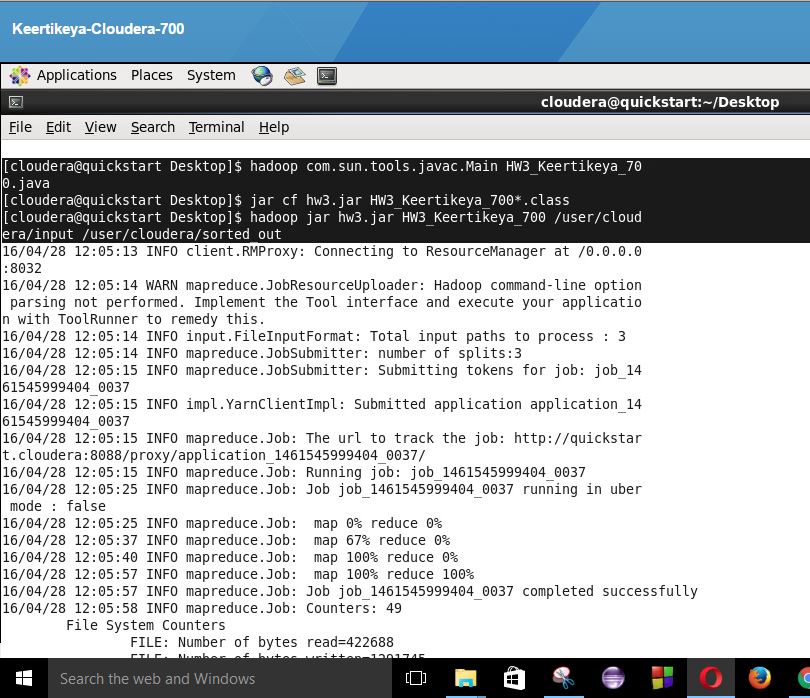 Keertikeya-Cloudera-700
Applications Places System
cloudera@quickstart:~/Desktop
File Edit View Search Terminal Help
[cloudera@quickstart Desktop]$ hadoop com.sun.tools.javac.Main HW3_Keertikeya_70
0.java
[cloudera@quickstart Desktop]$ jar cf hw3.jar HW3_Keertikeya_700*.class
[cloudera@quickstart Desktop]$ hadoop jar hw3.jar HW3_Keertikeya_700 /user/cloud
era/input /user/cloudera/sorted_out
16/04/28 12:05:13 INFO client.RMProxy: Connecting to ResourceManager at /0.0.0.0
:8032
16/04/28 12:05:14 WARN mapreduce.JobResourceUploader: Hadoop command-line option
 parsing not performed. Implement the Tool interface and execute your applicatio
n with ToolRunner to remedy this.
16/04/28 12:05:14 INFO input.FileInputFormat: Total input paths to process : 3
16/04/28 12:05:14 INFO mapreduce.JobSubmitter: number of splits:3
16/04/28 12:05:15 INFO mapreduce.JobSubmitter: Submitting tokens for job: job_14
61545999404_0037
16/04/28 12:05:15 INFO impl.YarnClientImpl: Submitted application application_14
61545999404_0037
16/04/28 12:05:15 INFO mapreduce.Job: The url to track the job: http://quickstar
t.cloudera:8088/proxy/application_1461545999404_0037/
16/04/28 12:05:15 INFO mapreduce.Job: Running job: job_1461545999404_0037
16/04/28 12:05:25 INFO mapreduce.Job: Job job_1461545999404_0037 running in uber
 mode : false
16/04/28 12:05:25 INFO mapreduce.Job:  map 0% reduce 0%
16/04/28 12:05:37 INFO mapreduce.Job:  map 67% reduce 0%
16/04/28 12:05:40 INFO mapreduce.Job:  map 100% reduce 0%
16/04/28 12:05:57 INFO mapreduce.Job:  map 100% reduce 100%
16/04/28 12:05:57 INFO mapreduce.Job: Job job_1461545999404_0037 completed successfully
16/04/28 12:05:58 INFO mapreduce.Job: Counters: 49
File System Counters
FILE: Number of bytes read=422688
FILE: Number of bytes written=1291745
Search the web and Windows